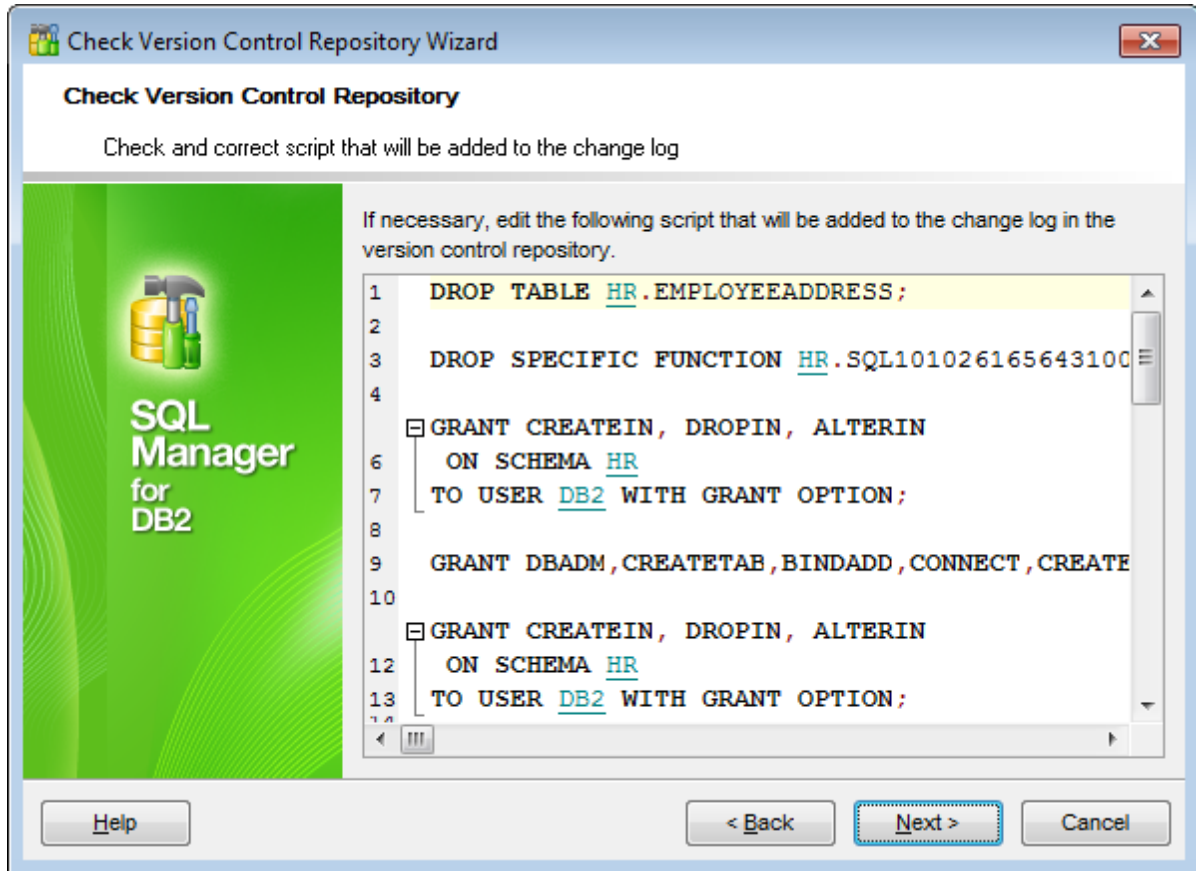 Check Version Control Repository Wizard
Check Version Control Repository
Check and correct script that will be added to the change log
If necessary, edit the following script that will be added to the change log in the
version control repository.
SQL
Manager
for
DB2
1 DROP TABLE HR.EMPLOYEEADDRESS;
2
3 DROP SPECIFIC FUNCTION HR.SQL101026165643100
4
GRANT CREATEIN, DROPIN, ALTERIN
6 ON SCHEMA HR
7 TO USER DB2 WITH GRANT OPTION;
8
9 GRANT DBADM,CREATETAB,BINDADD,CONNECT,CREATE
10
GRANT CREATEIN, DROPIN, ALTERIN
12 ON SCHEMA HR
13 TO USER DB2 WITH GRANT OPTION;
14
Help
< Back
Next >
Cancel